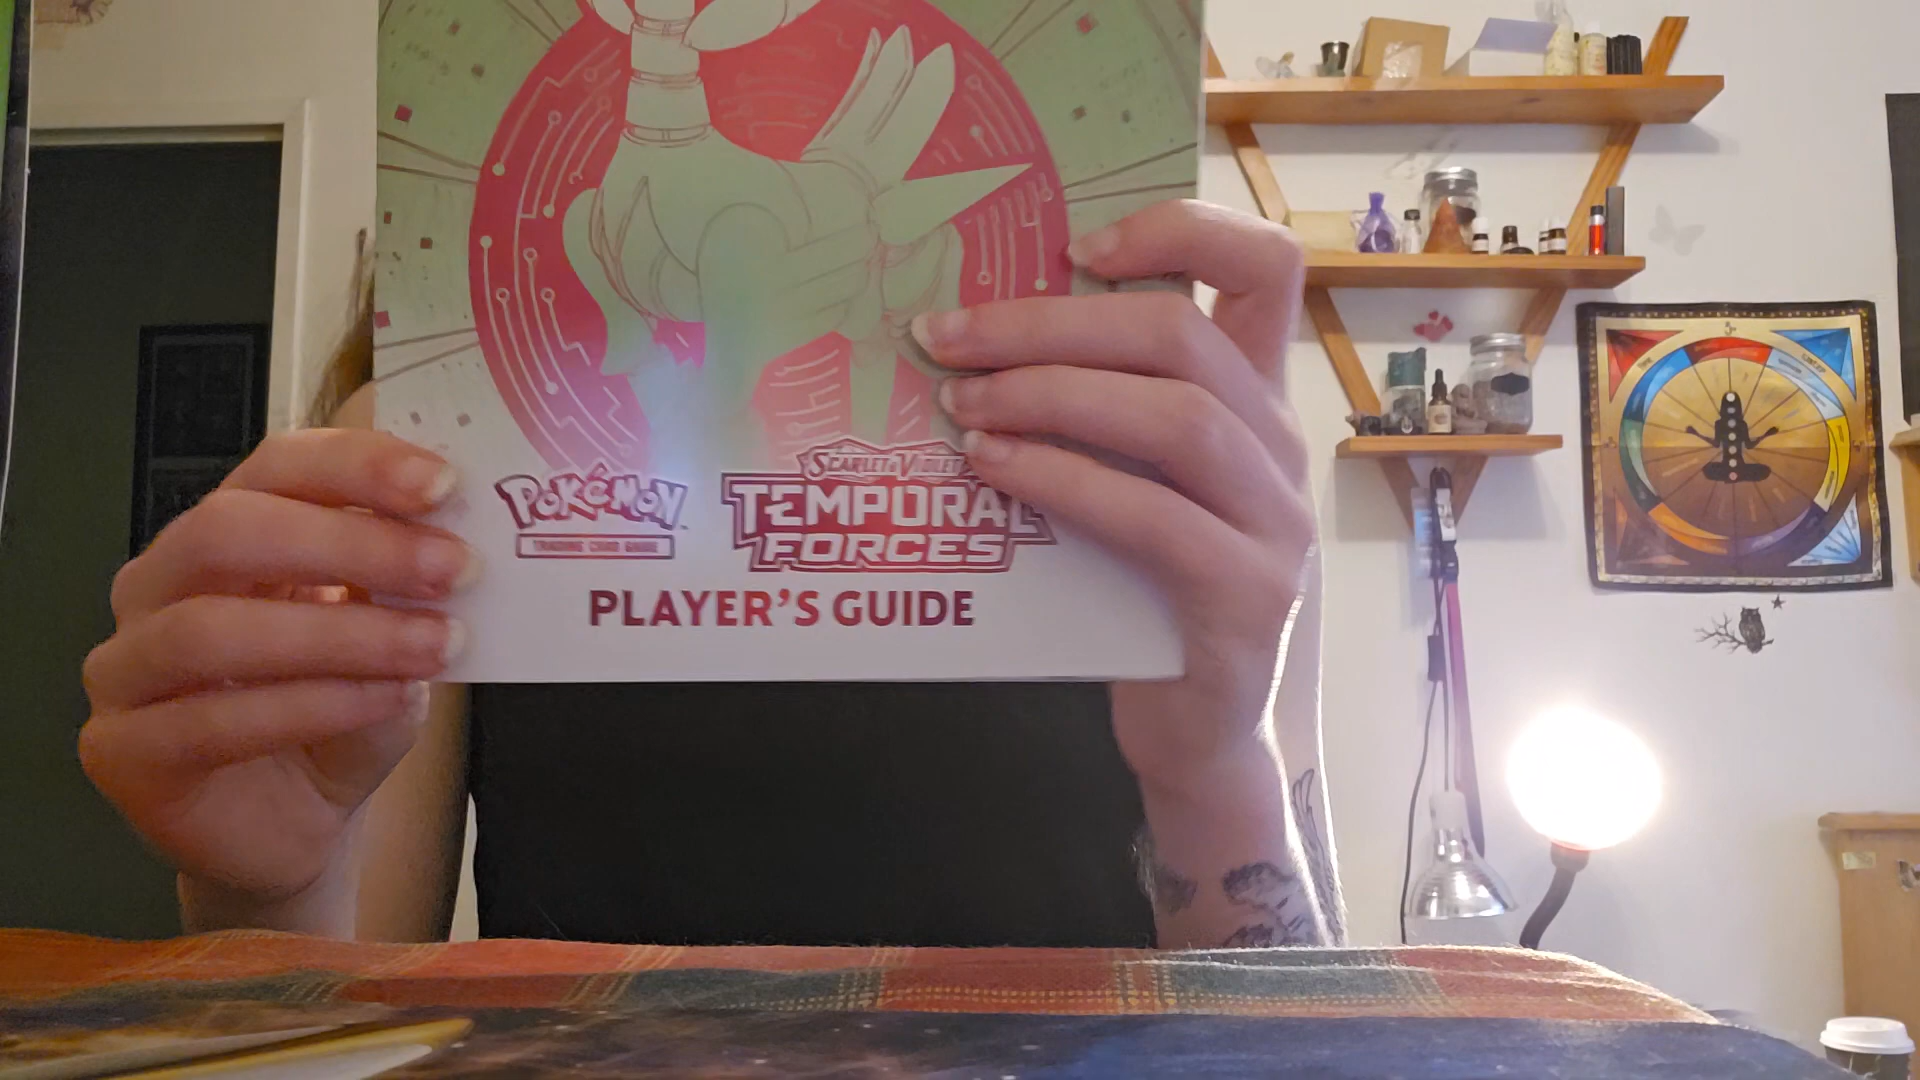 POKéMON
TRADING CARD GAME
SCARLET & VIOLET
TEMPORAL
FORCES
PLAYER'S GUIDE